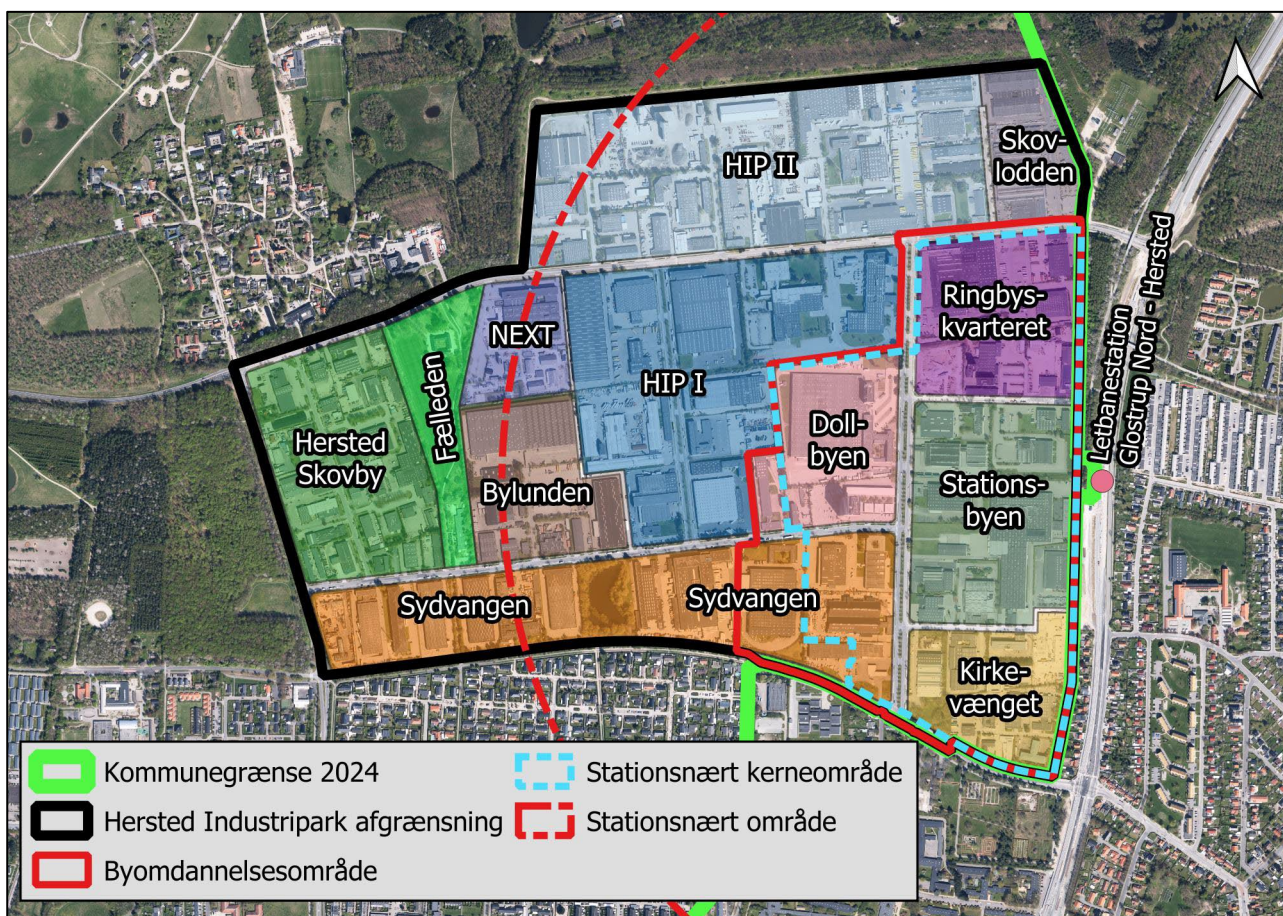 HIP II
Skov-
lodden
Ringbys-
kvarteret
NEXT
HIP I
Fælleden
Hersted
Skovby
Doll-
byen
Bylunden
Stations-
byen
Sydvangen
Sydvangen
Kirke-
vænget
Letbanestation
Glostrup Nord - Hersted
Kommunegrænse 2024
Hersted Industripark afgrænsning
Byomdannelsesområde
Stationsnært kerneområde
Stationsnært område